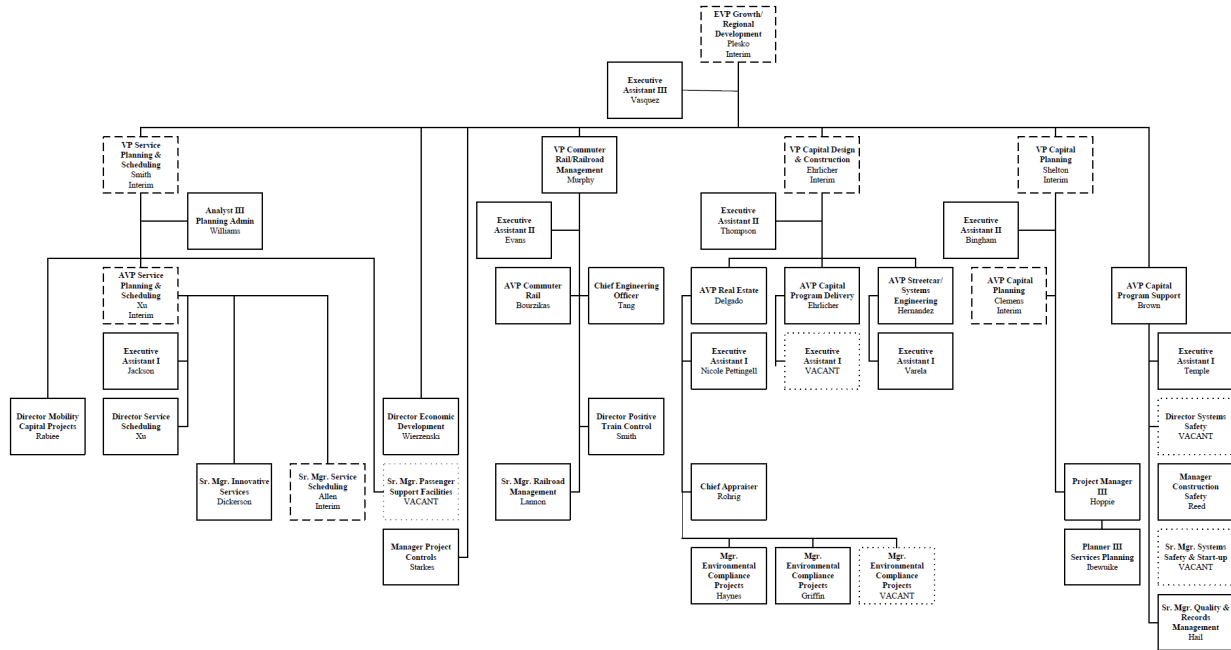 EVP Growth/
Regional
Development
Plesko
Interim
Executive
Assistant III
Vasquez
VP Service
Planning &
Scheduling
Smith
Interim
VP Commuter
Rail/Railroad
Management
Murphy
VP Capital Design
& Construction
Ehrlicher
Interim
VP Capital
Planning
Shelton
Interim
Analyst III
Planning Admin
Williams
Executive
Assistant II
Evans
Executive
Assistant II
Thompson
Executive
Assistant II
Bingham
AVP Service
Planning &
Scheduling
Xu
Interim
AVP Commuter
Rail
Bourzikas
Chief Engineering
Officer
Tang
AVP Real Estate
Delgado
AVP Capital
Program Delivery
Ehrlicher
AVP Streetcar/
Systems
Engineering
Hernandez
AVP Capital
Planning
Clemens
Interim
AVP Capital
Program Support
Brown
Executive
Assistant I
Jackson
Executive
Assistant I
Nicole Pettingell
Executive
Assistant I
VACANT
Executive
Assistant I
Varela
Executive
Assistant I
Temple
Director Mobility
Capital Projects
Rabiee
Director Service
Scheduling
Xu
Director Economic
Development
Wierzenski
Director Positive
Train Control
Smith
Director Systems
Safety
VACANT
Sr. Mgr. Innovative
Services
Dickerson
Sr. Mgr. Service
Scheduling
Allen
Interim
Sr. Mgr. Passenger
Support Facilities
VACANT
Sr. Mgr. Railroad
Management
Lannon
Chief Appraiser
Rohrig
Project Manager
III
Hoppie
Manager
Construction
Safety
Reed
Manager Project
Controls
Starkes
Mgr.
Environmental
Compliance
Projects
Haynes
Mgr.
Environmental
Compliance
Projects
Griffin
Mgr.
Environmental
Compliance
Projects
VACANT
Planner III
Services Planning
Ibewuike
Sr. Mgr. Systems
Safety & Start-up
VACANT
Sr. Mgr. Quality &
Records
Management
Hail